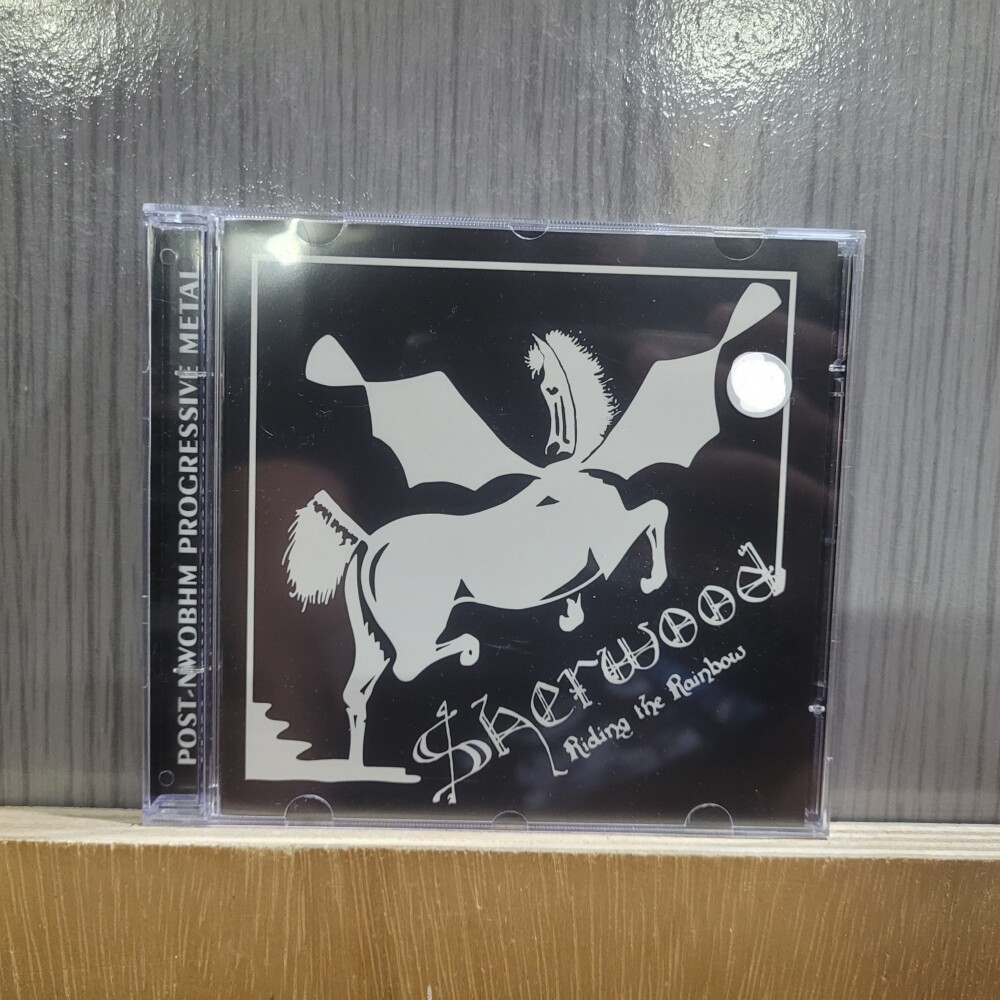 POST-NWOBHM PROGRESSIVE METAL
Sherwood
Riding the Rainbow